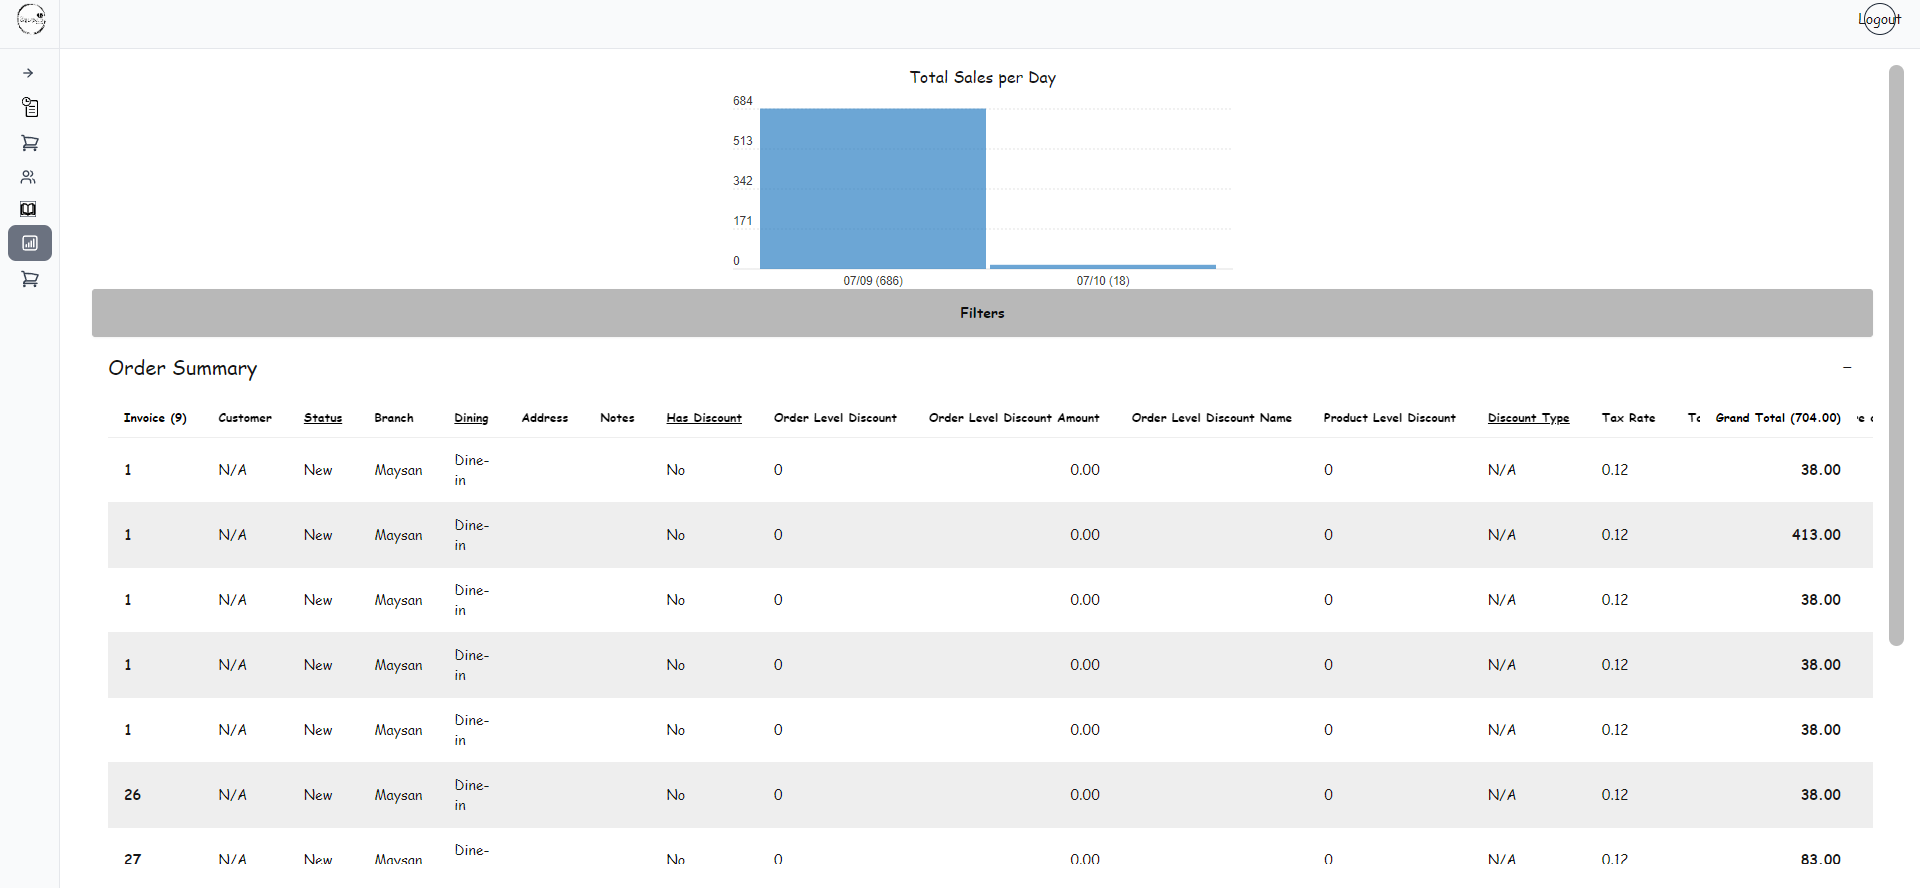 Logout
Total Sales per Day
684
513
342
171
0
07/09 (686) 07/10 (18)
Filters
Order Summary
Invoice (9) Customer Status Branch Dining Address Notes Has Discount Order Level Discount Order Level Discount Amount Order Level Discount Name Product Level Discount Discount Type Tax Rate Grand Total (704.00)
1 N/A New Maysan Dine-in No 0 0.00 0 N/A 0.12 38.00
1 N/A New Maysan Dine-in No 0 0.00 0 N/A 0.12 413.00
1 N/A New Maysan Dine-in No 0 0.00 0 N/A 0.12 38.00
1 N/A New Maysan Dine-in No 0 0.00 0 N/A 0.12 38.00
1 N/A New Maysan Dine-in No 0 0.00 0 N/A 0.12 38.00
26 N/A New Maysan Dine-in No 0 0.00 0 N/A 0.12 38.00
27 N/A New Maysan Dine- No 0 0.00 0 N/A 0.12 83.00